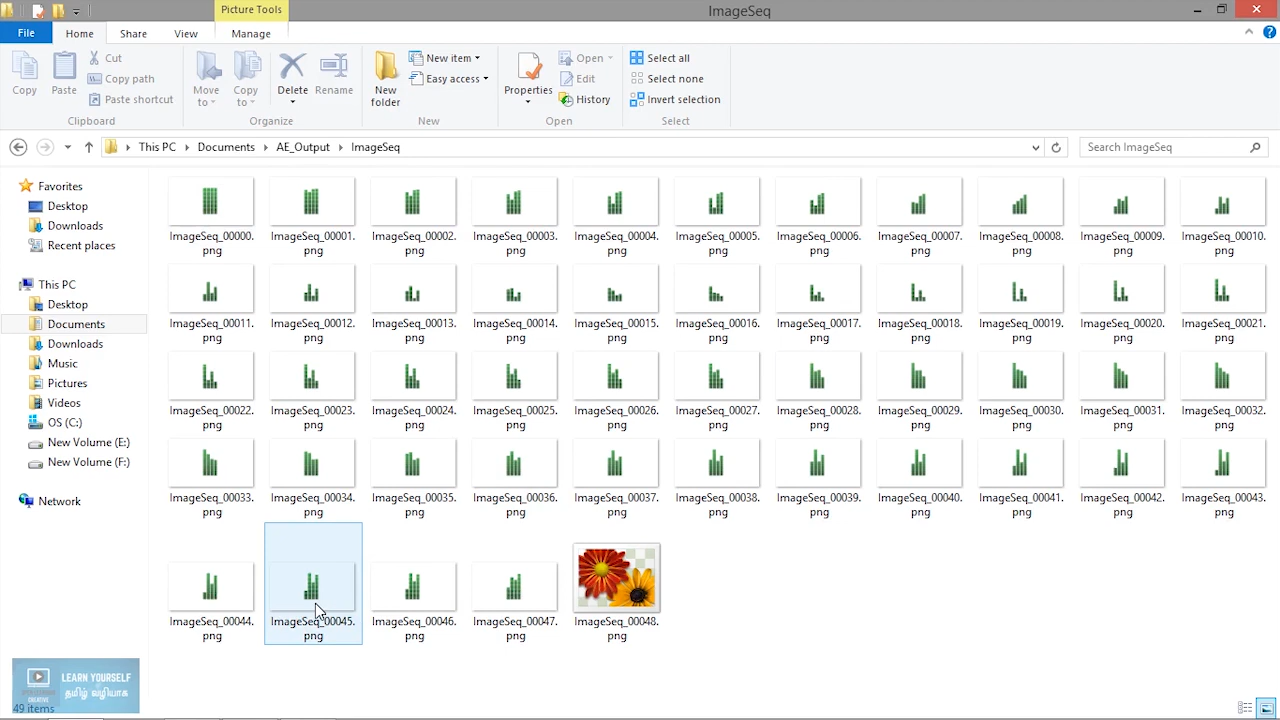 Picture Tools
ImageSeq
File
Home
Share
View
Manage
Copy
Paste
Cut
Copy path
Paste shortcut
Clipboard
Move to
Copy to
Delete
Rename
Organize
New folder
New item
Easy access
New
Properties
Open
Edit
History
Open
Select all
Select none
Invert selection
Select
This PC
Documents
AE_Output
ImageSeq
Search ImageSeq
Favorites
Desktop
Downloads
Recent places
This PC
Desktop
Documents
Downloads
Music
Pictures
Videos
OS (C:)
New Volume (E:)
New Volume (F:)
Network
ImageSeq_00000.png
ImageSeq_00001.png
ImageSeq_00002.png
ImageSeq_00003.png
ImageSeq_00004.png
ImageSeq_00005.png
ImageSeq_00006.png
ImageSeq_00007.png
ImageSeq_00008.png
ImageSeq_00009.png
ImageSeq_00010.png
ImageSeq_00011.png
ImageSeq_00012.png
ImageSeq_00013.png
ImageSeq_00014.png
ImageSeq_00015.png
ImageSeq_00016.png
ImageSeq_00017.png
ImageSeq_00018.png
ImageSeq_00019.png
ImageSeq_00020.png
ImageSeq_00021.png
ImageSeq_00022.png
ImageSeq_00023.png
ImageSeq_00024.png
ImageSeq_00025.png
ImageSeq_00026.png
ImageSeq_00027.png
ImageSeq_00028.png
ImageSeq_00029.png
ImageSeq_00030.png
ImageSeq_00031.png
ImageSeq_00032.png
ImageSeq_00033.png
ImageSeq_00034.png
ImageSeq_00035.png
ImageSeq_00036.png
ImageSeq_00037.png
ImageSeq_00038.png
ImageSeq_00039.png
ImageSeq_00040.png
ImageSeq_00041.png
ImageSeq_00042.png
ImageSeq_00043.png
ImageSeq_00044.png
ImageSeq_00045.png
ImageSeq_00046.png
ImageSeq_00047.png
ImageSeq_00048.png
LEARN YOURSELF
தமிழ் வழியாக
CREATIVE
49 items